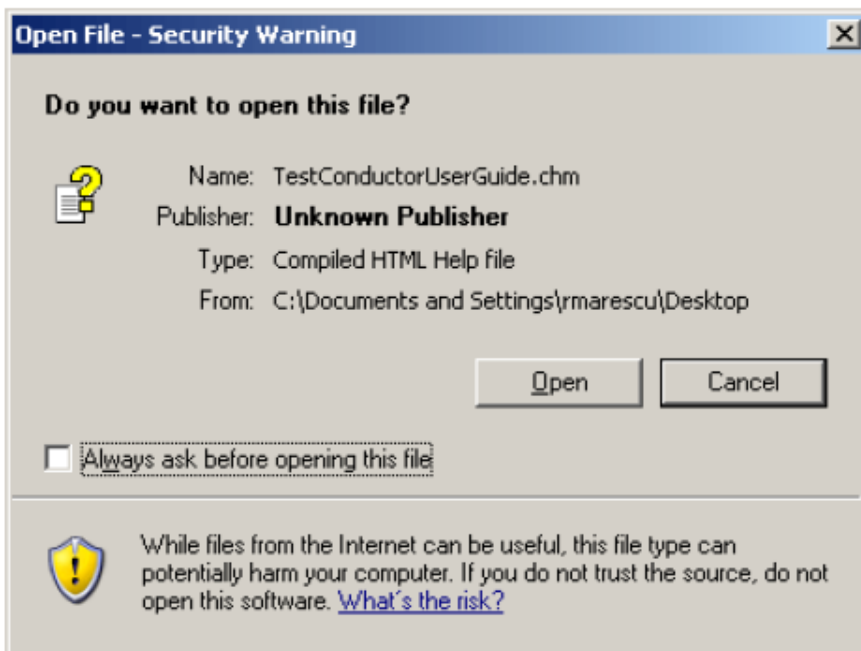 Open File - Security Warning
Do you want to open this file?
Name: TestConductorUserGuide.chm
Publisher: Unknown Publisher
Type: Compiled HTML Help file
From: C:\Documents and Settings\rmarescu\Desktop
Open Cancel
Always ask before opening this file
While files from the Internet can be useful, this file type can
potentially harm your computer. If you do not trust the source, do not
open this software. What's the risk?